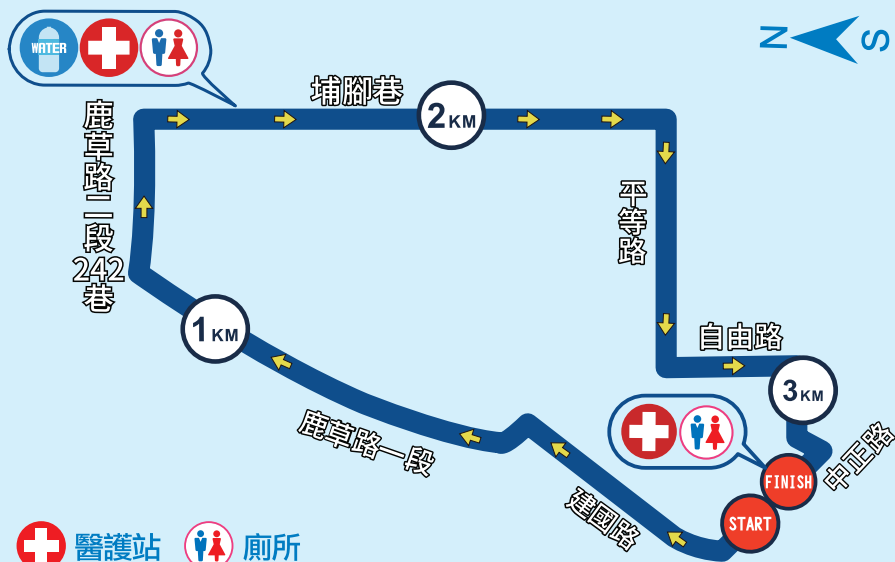 N
S
WATER
埔腳巷
2KM
鹿草路二段242巷
平等路
1KM
自由路
3KM
鹿草路一段
中正路
FINISH
建國路
START
醫護站
廁所